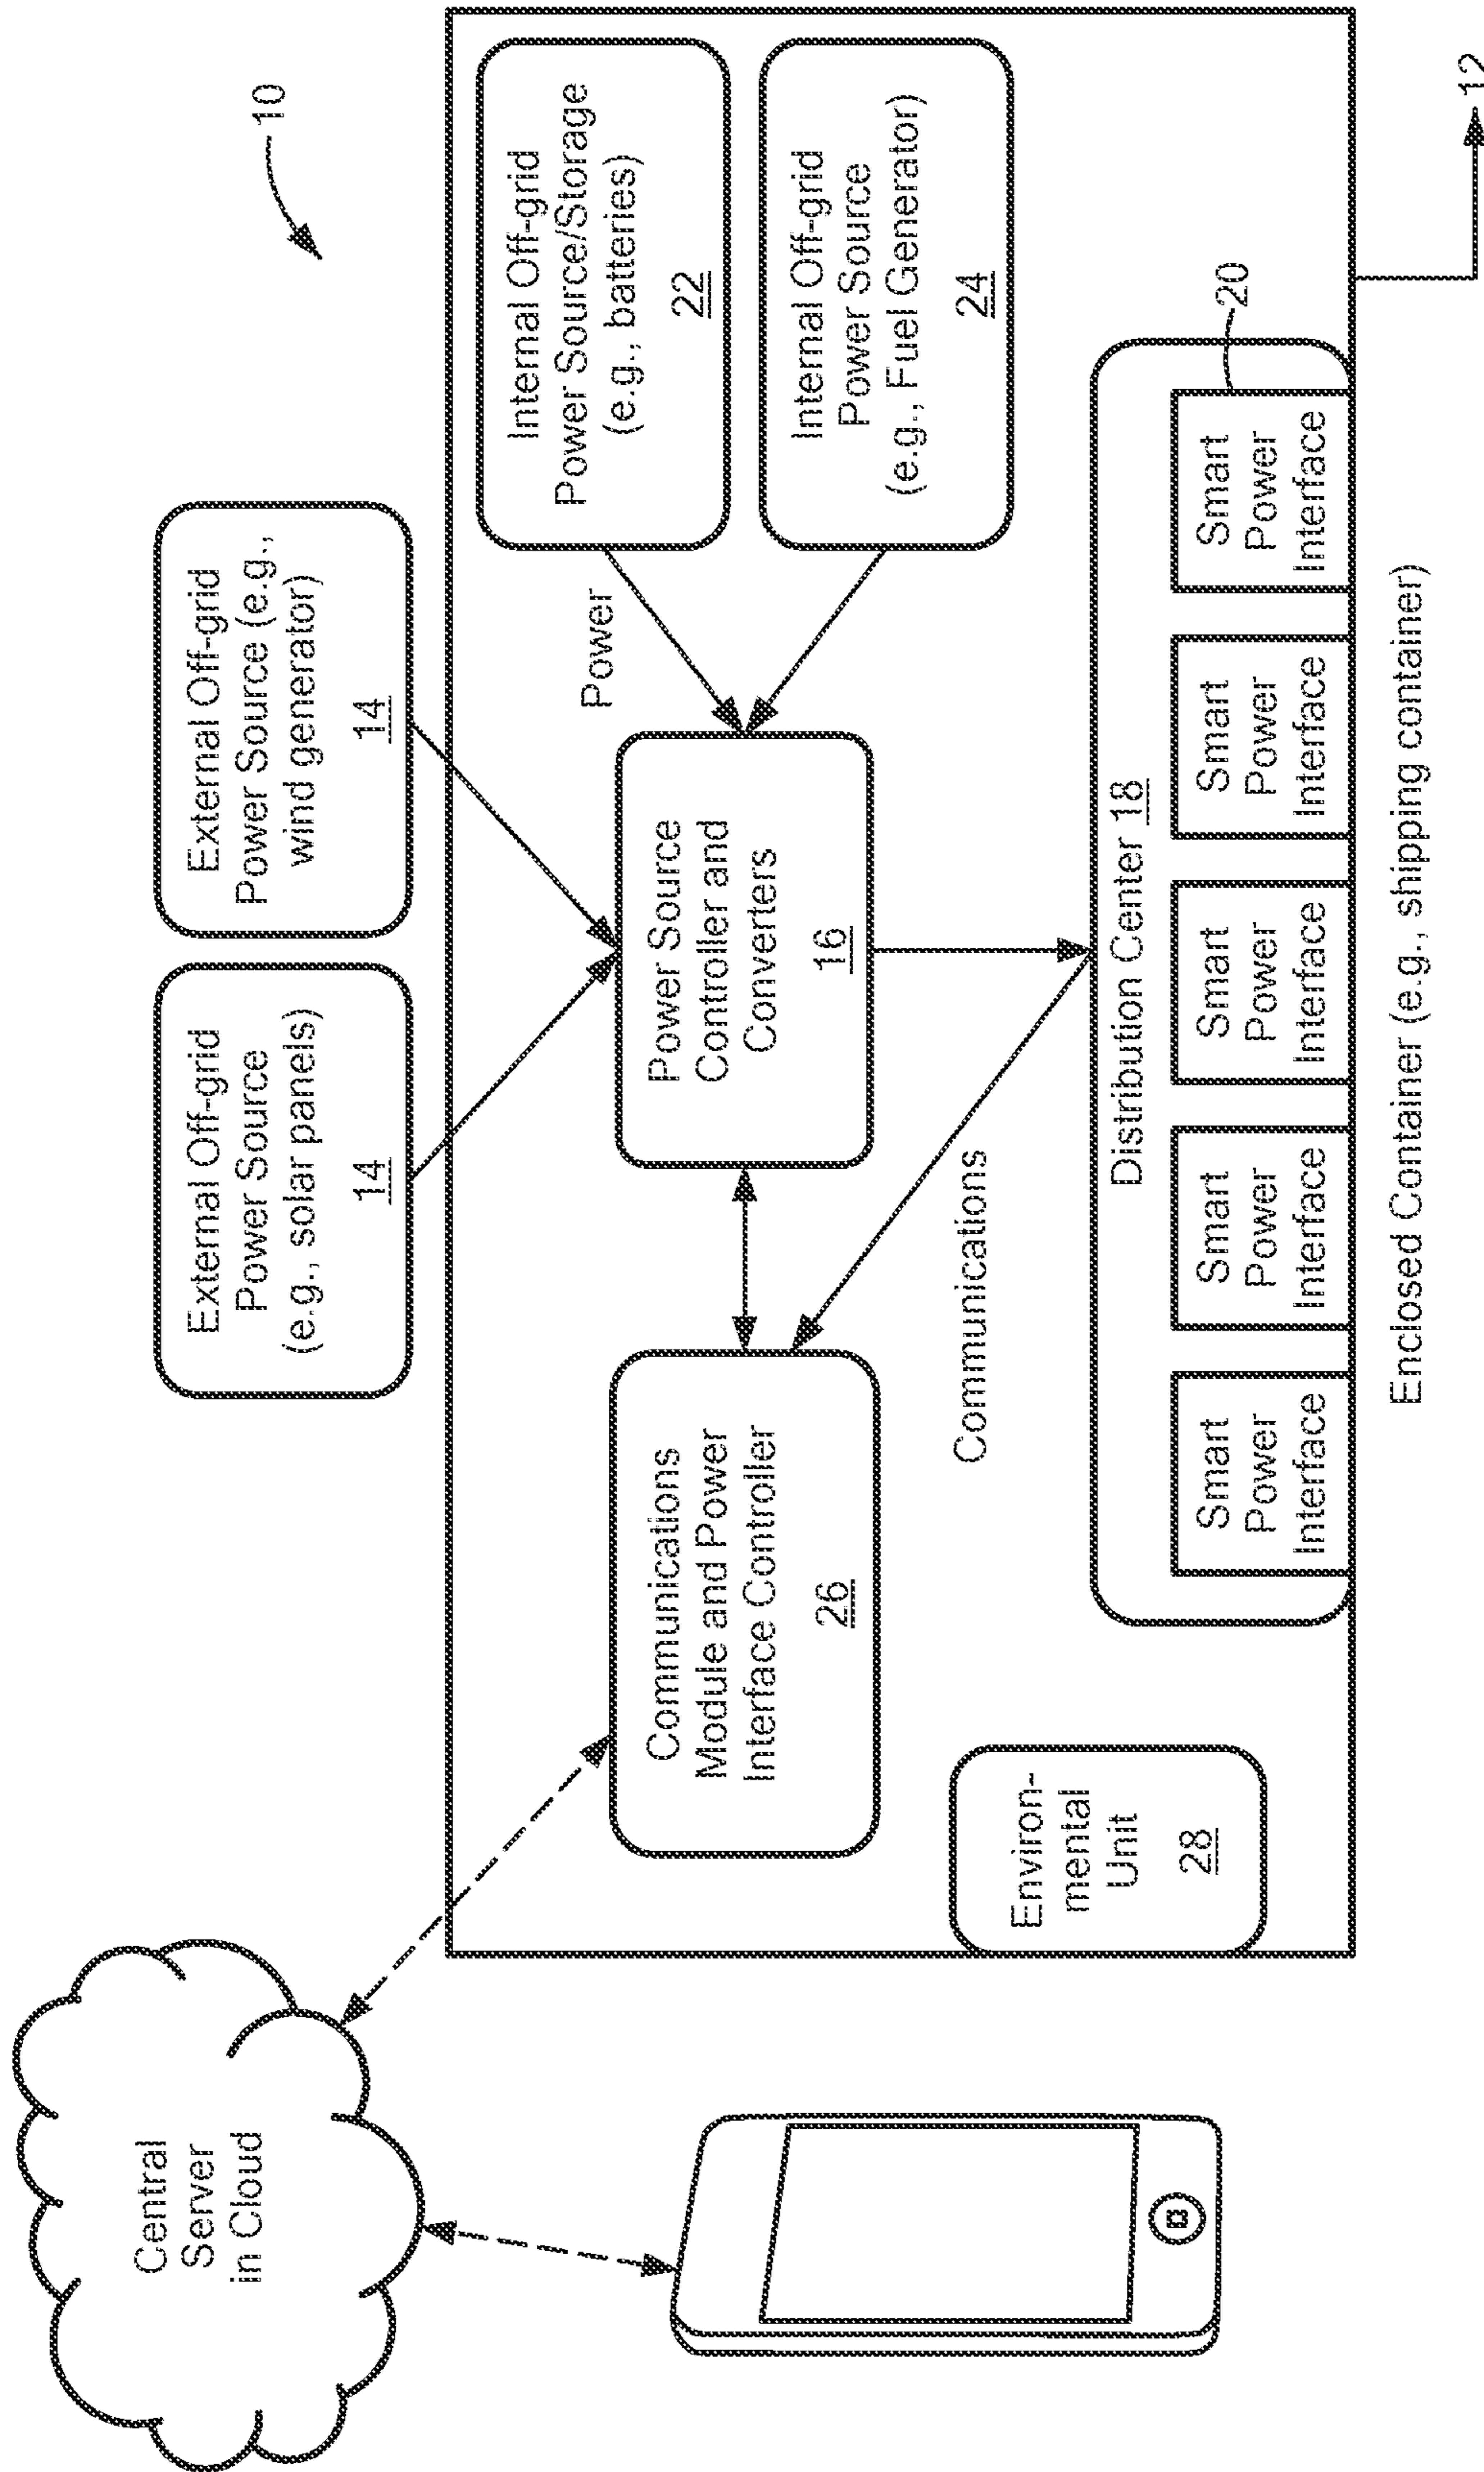 Central
Server
in Cloud
External Off-grid
Power Source
(e.g., solar panels)
14
External Off-grid
Power Source (e.g.,
wind generator)
14
10
Communications
Module and Power
Interface Controller
26
Power Source
Controller and
Converters
16
Power
Internal Off-grid
Power Source/Storage
(e.g., batteries)
22
Internal Off-grid
Power Source
(e.g., Fuel Generator)
24
Communications
Environ-
mental
Unit
28
Distribution Center 18
Smart
Power
Interface
Smart
Power
Interface
Smart
Power
Interface
Smart
Power
Interface
Smart
Power
Interface
20
Enclosed Container (e.g., shipping container)
12